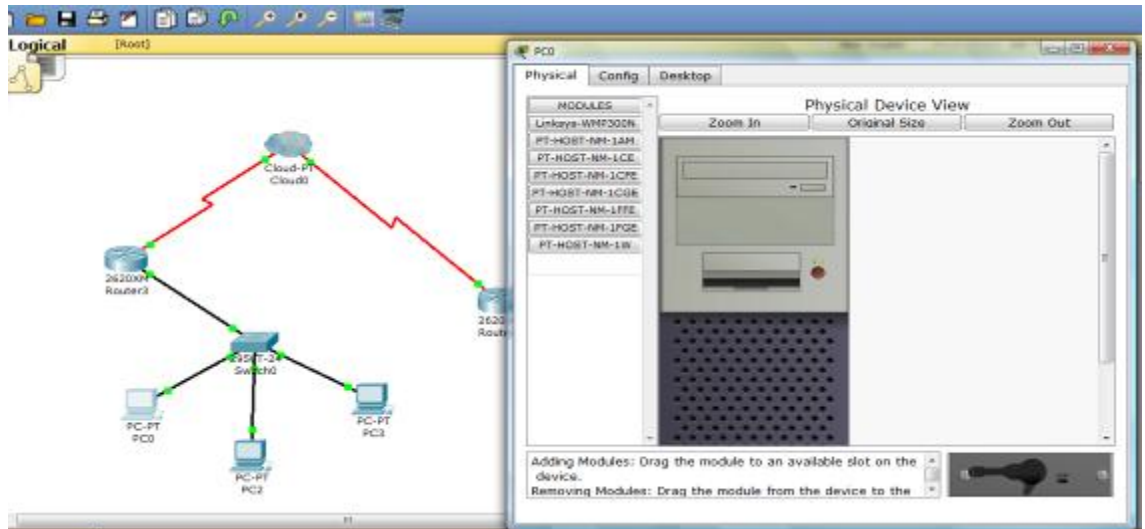 Logical
[Root]
Cloud-PT
Cloud0
2620XM
Router3
Switch0
PC-PT
PC0
PC-PT
PC2
PC-PT
PC3
2620
Rout
PC0
Physical
Config
Desktop
MODULES
Linksys-WMP300N
PT-HOST-NM-1AM
PT-HOST-NM-1CE
PT-HOST-NM-1CFE
PT-HOST-NM-1CGE
PT-HOST-NM-1FFE
PT-HOST-NM-1FGE
PT-HOST-NM-1W
Physical Device View
Zoom In
Original Size
Zoom Out
Adding Modules: Drag the module to an available slot on the
device.
Removing Modules: Drag the module from the device to the